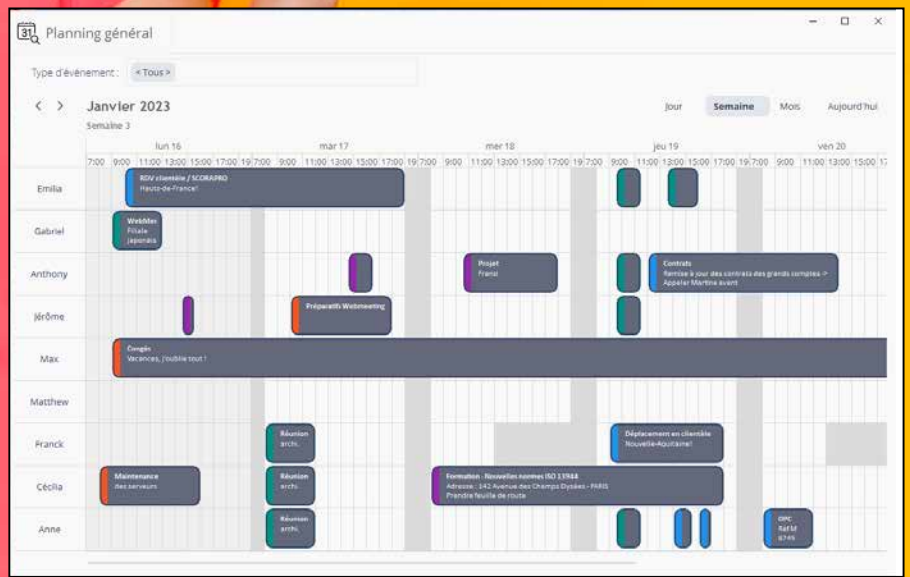 31
Planning général
Type d'événement : < Tous >
< >
Janvier 2023
Jour Semaine Mois Aujourd'hui
Semaine 3
lun 16 mar 17 mer 18 jeu 19 ven 20
7:00 9:00 11:00 13:00 15:00 17:00 19 7:00 9:00 11:00 13:00 15:00 17:00 19 7:00 9:00 11:00 13:00 15:00 17:00 19 7:00 9:00 11:00 13:00 15:00 17:00 19 7:00 9:00 11:00 13:00 15:00 17
Emilia
RDV clientèle / SCORAPRO
Hauts-de-France!
Gabriel
Filiale
japonais
Anthony
Projet
Contrats
Remise à jour des contrats des grands comptes ->
Appeler Martine avant
Jérôme
Préparatifs Webmeeting
Max
Congés
Vacances, j'oublie tout !
Matthew
Franck
Réunion
archi.
Déplacement en clientèle
Nouvelle-Aquitaine!
Cécilia
Maintenance
des serveurs
Réunion
archi.
Formation - Nouvelles normes ISO 13944
Adresse : 142 Avenue des Champs Elysées - PARIS
Prendre feuille de route
Anne
Réunion
archi.